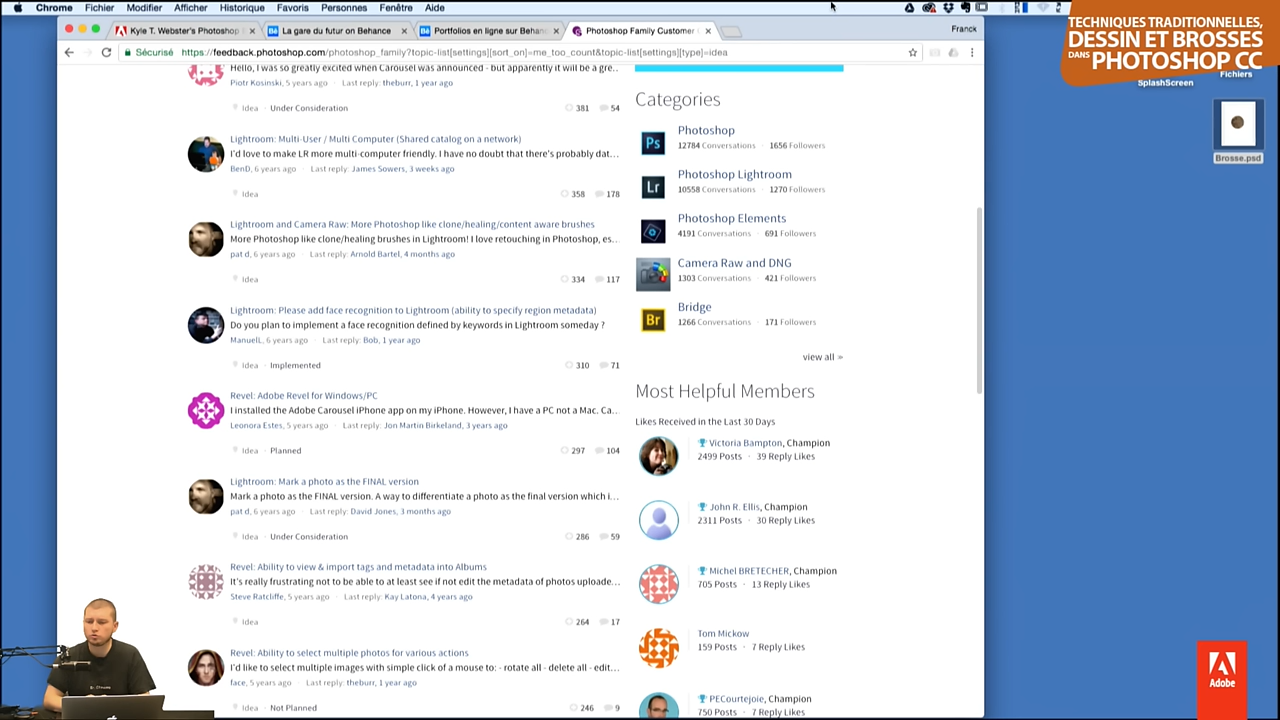 Chrome Fichier Modifier Afficher Historique Favoris Personnes Fenêtre Aide
Kyle T. Webster's Photoshop
La gare du futur on Behance
Portfolios en ligne sur Behan
Photoshop Family Customer
Franck
Sécurisé https://feedback.photoshop.com/photoshop_family?topic-list[settings][sort_on]=me_too_count&topic-list[settings][type]=idea
TECHNIQUES TRADITIONNELLES,
DESSIN ET BROSSES
DANS PHOTOSHOP CC
Fichiers
SplashScreen
Brosse.psd
Hello, I was so greatly excited when Carousel was announced - but apparently it will be a gre...
Piotr Kosinski, 5 years ago Last reply: theburr, 1 year ago
Idea · Under Consideration 381 54
Lightroom: Multi-User / Multi Computer (Shared catalog on a network)
I'd love to make LR more multi-computer friendly. I have no doubt that there's probably dat...
BenD, 6 years ago · Last reply: James Sowers, 3 weeks ago
Idea 358 178
Lightroom and Camera Raw: More Photoshop like clone/healing/content aware brushes
More Photoshop like clone/healing brushes in Lightroom! I love retouching in Photoshop, es...
pat d, 6 years ago · Last reply: Arnold Bartel, 4 months ago
Idea 334 117
Lightroom: Please add face recognition to Lightroom (ability to specify region metadata)
Do you plan to implement a face recognition defined by keywords in Lightroom someday ?
ManuelL, 6 years ago · Last reply: Bob, 1 year ago
Idea · Implemented 310 71
Revel: Adobe Revel for Windows/PC
I installed the Adobe Carousel iPhone app on my iPhone. However, I have a PC not a Mac. Ca...
Leonora Estes, 5 years ago · Last reply: Jon Martin Birkeland, 3 years ago
Idea · Planned 297 104
Lightroom: Mark a photo as the FINAL version
Mark a photo as the FINAL version. A way to differentiate a photo as the final version which i...
pat d, 6 years ago · Last reply: David Jones, 3 months ago
Idea · Under Consideration 286 59
Revel: Ability to view & import tags and metadata into Albums
It's really frustrating not to be able to at least see if not edit the metadata of photos uploade...
Steve Ratcliffe, 5 years ago · Last reply: Kay Latona, 4 years ago
Idea 264 17
Revel: Ability to select multiple photos for various actions
I'd like to select multiple images with simple click of a mouse to: - rotate all - delete all - edit...
face, 5 years ago · Last reply: theburr, 1 year ago
Idea · Not Planned 246 9
Categories
Photoshop
12784 Conversations · 1656 Followers
Photoshop Lightroom
10558 Conversations · 1270 Followers
Photoshop Elements
4191 Conversations · 691 Followers
Camera Raw and DNG
1303 Conversations · 421 Followers
Bridge
1266 Conversations · 171 Followers
Ps
Lr
Br
view all »
Most Helpful Members
Likes Received in the Last 30 Days
Victoria Bampton, Champion
2499 Posts · 39 Reply Likes
John R. Ellis, Champion
2311 Posts · 30 Reply Likes
Michel BRETECHER, Champion
705 Posts · 13 Reply Likes
Tom Mickow
159 Posts · 7 Reply Likes
PECourtejoie, Champion
750 Posts · 7 Reply Likes
Adobe